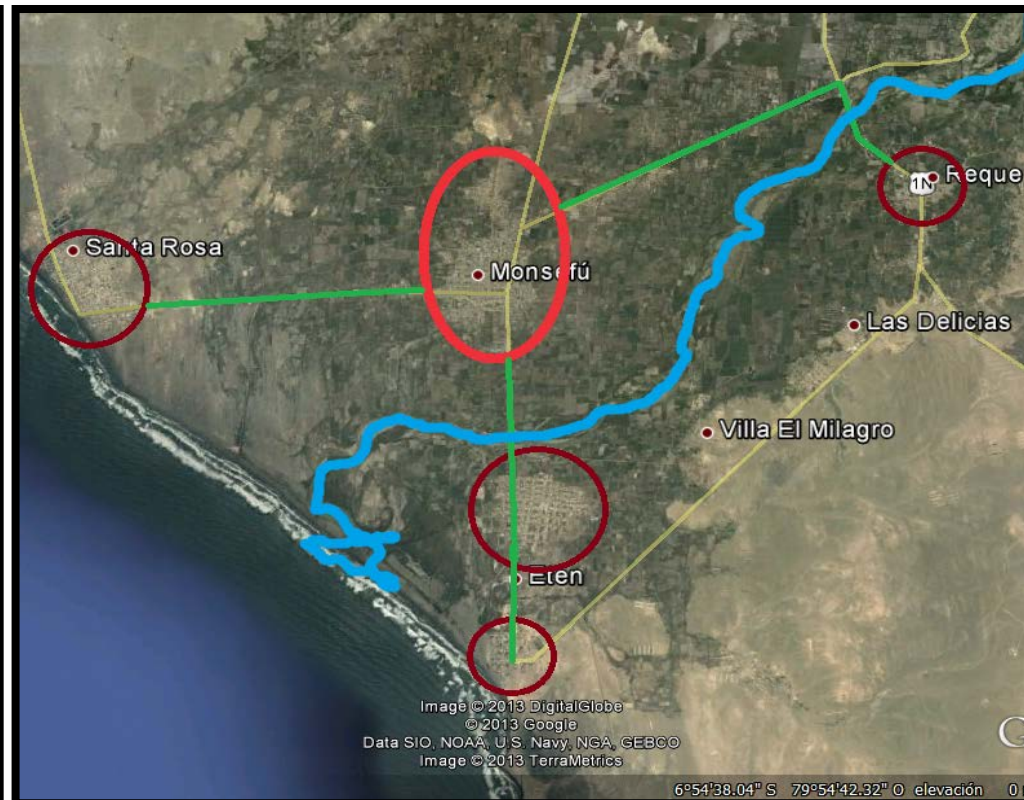 1N
Reque
Santa Rosa
Monsefú
Las Delicias
Villa El Milagro
Eten
Image © 2013 DigitalGlobe
© 2013 Google
Data SIO, NOAA, U.S. Navy, NGA, GEBCO
Image © 2013 TerraMetrics
G
6°54'38.04" S 79°54'42.32" O elevación 0